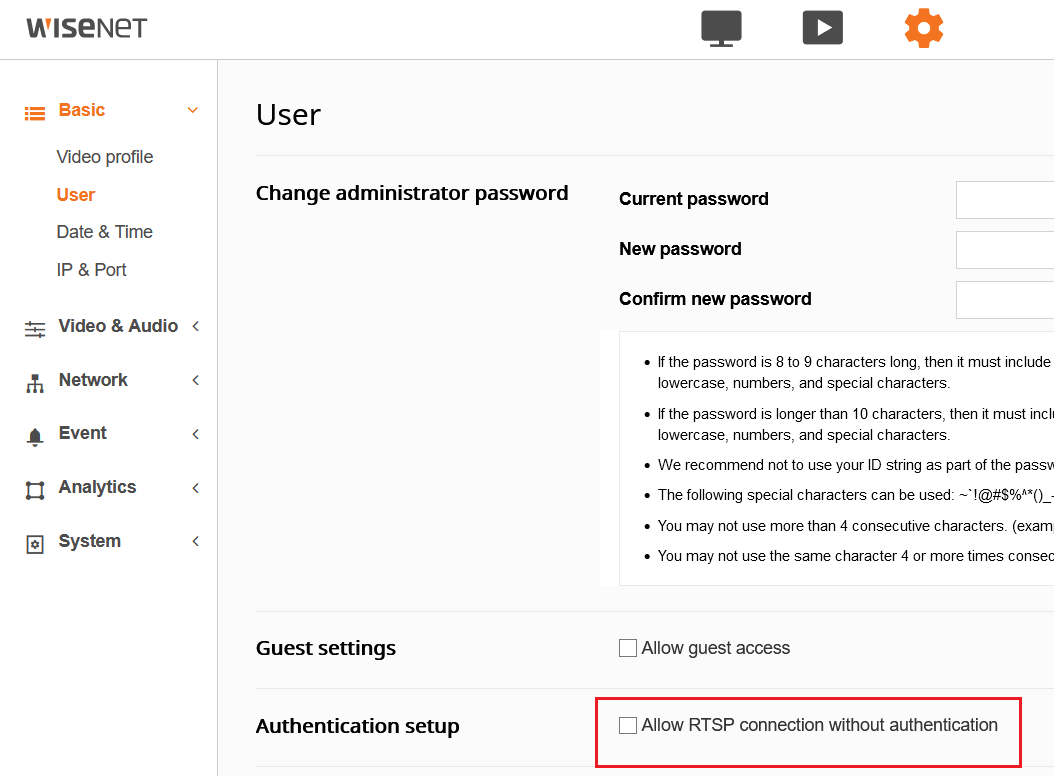 WISENET
Basic
Video profile
User
Date & Time
IP & Port
Video & Audio
Network
Event
Analytics
System
User
Change administrator password
Current password
New password
Confirm new password
• If the password is 8 to 9 characters long, then it must include
lowercase, numbers, and special characters.
• If the password is longer than 10 characters, then it must inclu
lowercase, numbers, and special characters.
• We recommend not to use your ID string as part of the passw
• The following special characters can be used: ~`!@#$%^*()_-
• You may not use more than 4 consecutive characters. (examp
• You may not use the same character 4 or more times consec
Guest settings
Allow guest access
Authentication setup
Allow RTSP connection without authentication